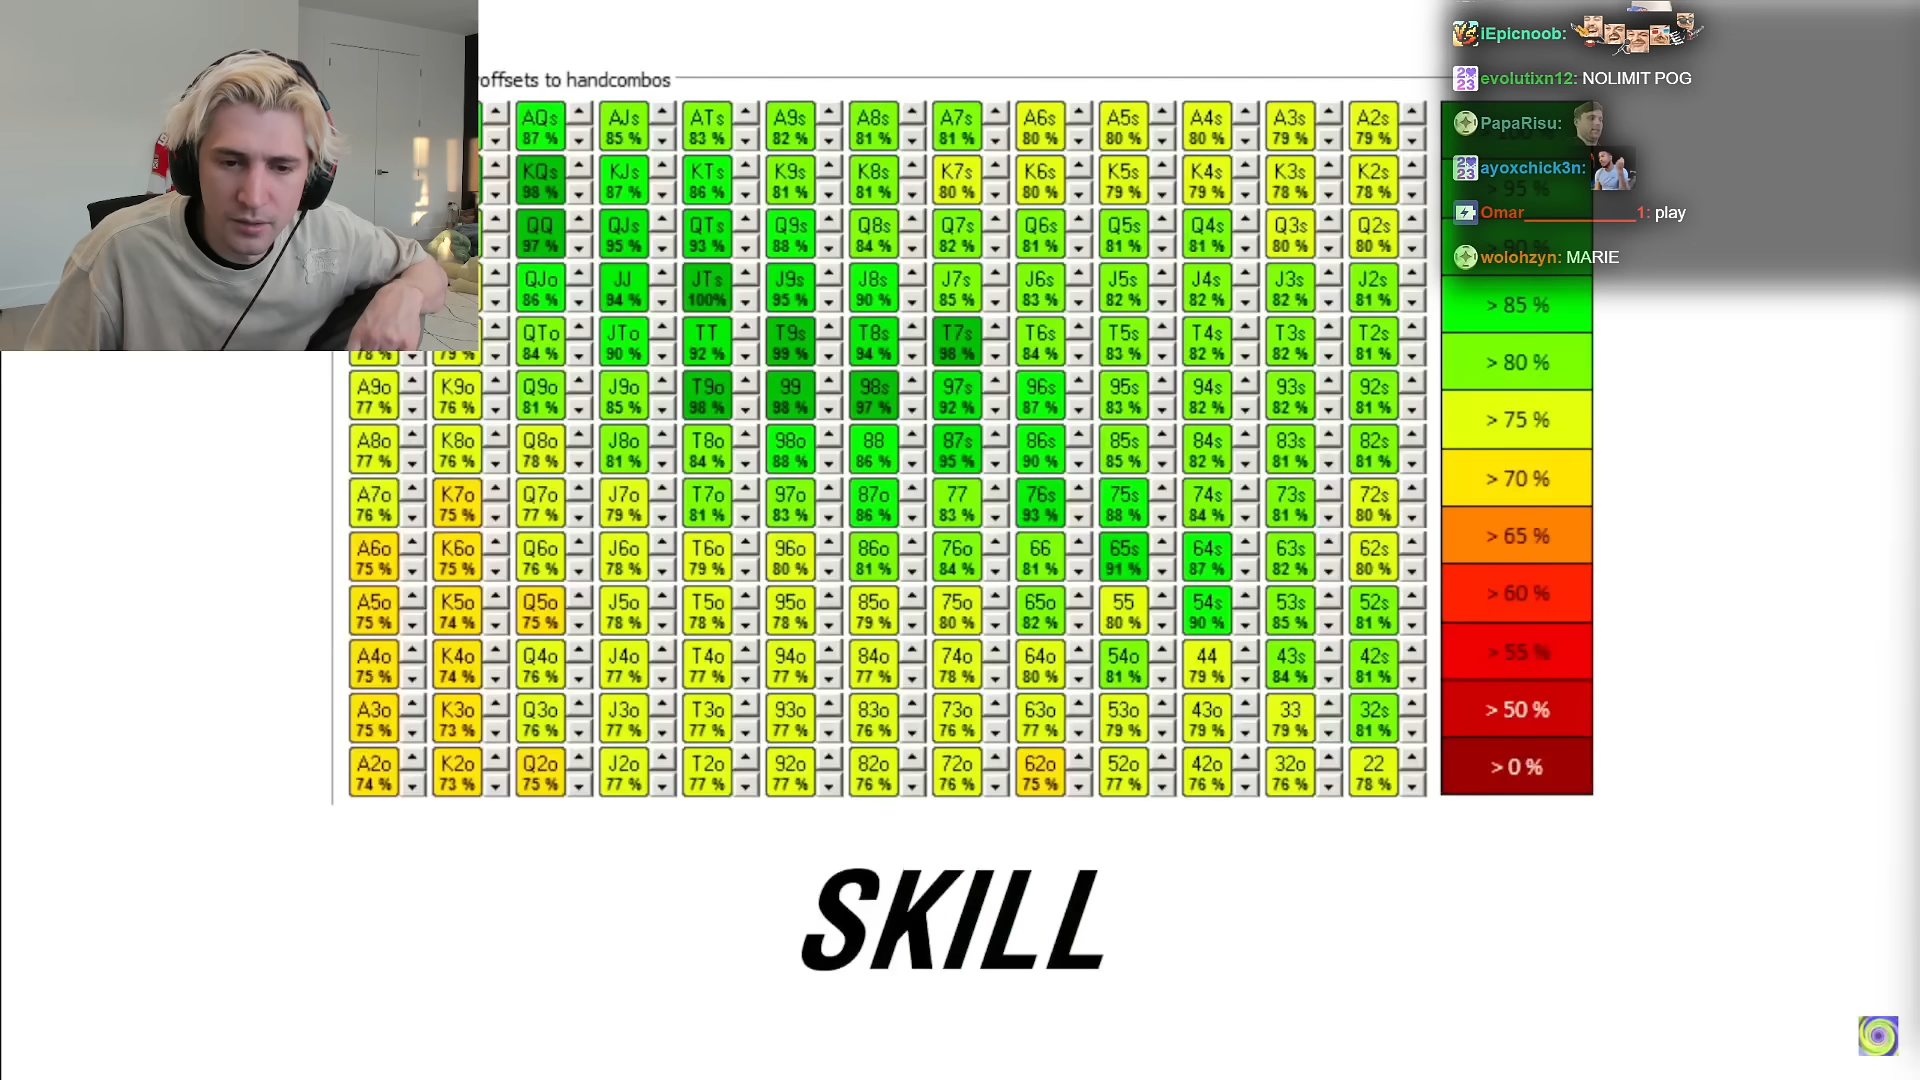 offsets to handcombos
AQs AJs ATs A9s A8s A7s A6s A5s A4s A3s A2s
87 % 85 % 83 % 82 % 81 % 81 % 80 % 80 % 80 % 79 % 79 %
KQs KJs KTs K9s K8s K7s K6s K5s K4s K3s K2s
98 % 87 % 86 % 81 % 81 % 80 % 80 % 79 % 79 % 78 % 78 %
QQ QJs QTs Q9s Q8s Q7s Q6s Q5s Q4s Q3s Q2s
97 % 95 % 93 % 88 % 84 % 82 % 81 % 81 % 81 % 80 % 80 %
QJo JJ JTs J9s J8s J7s J6s J5s J4s J3s J2s
86 % 94 % 100% 95 % 90 % 85 % 83 % 82 % 82 % 82 % 81 %
QTo JTo TT T9s T8s T7s T6s T5s T4s T3s T2s
78 % 79 % 84 % 90 % 92 % 99 % 94 % 98 % 84 % 83 % 82 % 82 % 81 %
A9o K9o Q9o J9o T9o 99 98s 97s 96s 95s 94s 93s 92s
77 % 76 % 81 % 85 % 98 % 98 % 97 % 92 % 87 % 83 % 82 % 82 % 81 %
A8o K8o Q8o J8o T8o 98o 88 87s 86s 85s 84s 83s 82s
77 % 76 % 78 % 81 % 84 % 88 % 86 % 95 % 90 % 85 % 82 % 81 % 81 %
A7o K7o Q7o J7o T7o 97o 87o 77 76s 75s 74s 73s 72s
76 % 75 % 77 % 79 % 81 % 83 % 86 % 83 % 93 % 88 % 84 % 81 % 80 %
A6o K6o Q6o J6o T6o 96o 86o 76o 66 65s 64s 63s 62s
75 % 75 % 76 % 78 % 79 % 80 % 81 % 84 % 81 % 91 % 87 % 82 % 80 %
A5o K5o Q5o J5o T5o 95o 85o 75o 65o 55 54s 53s 52s
75 % 74 % 75 % 78 % 78 % 78 % 79 % 80 % 82 % 80 % 90 % 85 % 81 %
A4o K4o Q4o J4o T4o 94o 84o 74o 64o 54o 44 43s 42s
75 % 74 % 76 % 77 % 77 % 77 % 77 % 78 % 80 % 81 % 79 % 84 % 81 %
A3o K3o Q3o J3o T3o 93o 83o 73o 63o 53o 43o 33 32s
75 % 73 % 76 % 77 % 77 % 77 % 76 % 76 % 77 % 79 % 79 % 79 % 81 %
A2o K2o Q2o J2o T2o 92o 82o 72o 62o 52o 42o 32o 22
74 % 73 % 75 % 77 % 77 % 77 % 76 % 76 % 75 % 77 % 76 % 76 % 78 %
> 95 %
> 90 %
> 85 %
> 80 %
> 75 %
> 70 %
> 65 %
> 60 %
> 55 %
> 50 %
> 0 %
iEpicnoob:
evolutixn12: NOLIMIT POG
PapaRisu:
ayoxchick3n:
Omar____________1: play
wolohzyn: MARIE
SKILL